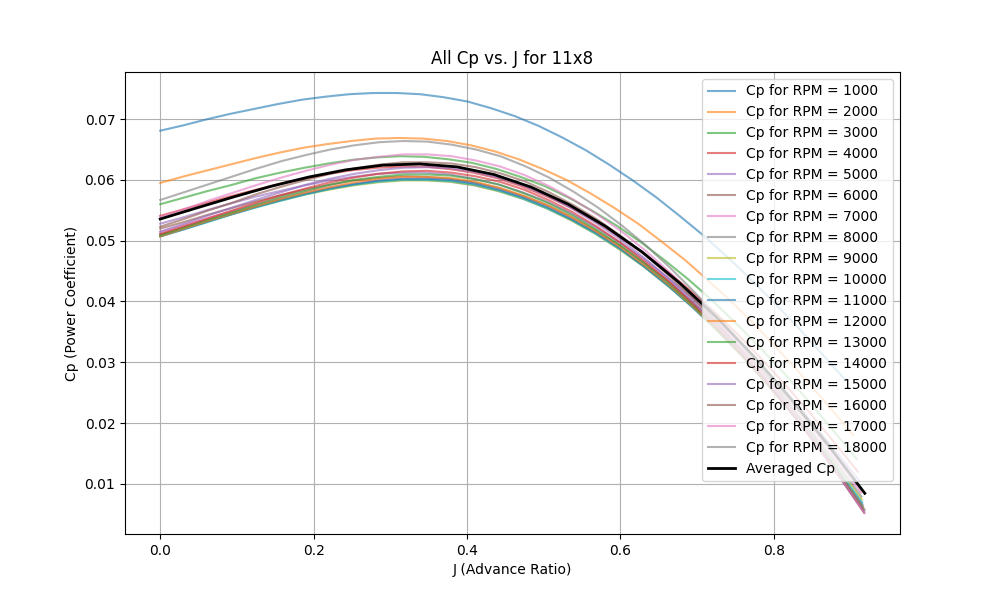 All Cp vs. J for 11x8
Cp (Power Coefficient)
0.07
0.06
0.05
0.04
0.03
0.02
0.01
0.0
0.2
0.4
0.6
0.8
J (Advance Ratio)
Cp for RPM = 1000
Cp for RPM = 2000
Cp for RPM = 3000
Cp for RPM = 4000
Cp for RPM = 5000
Cp for RPM = 6000
Cp for RPM = 7000
Cp for RPM = 8000
Cp for RPM = 9000
Cp for RPM = 10000
Cp for RPM = 11000
Cp for RPM = 12000
Cp for RPM = 13000
Cp for RPM = 14000
Cp for RPM = 15000
Cp for RPM = 16000
Cp for RPM = 17000
Cp for RPM = 18000
Averaged Cp